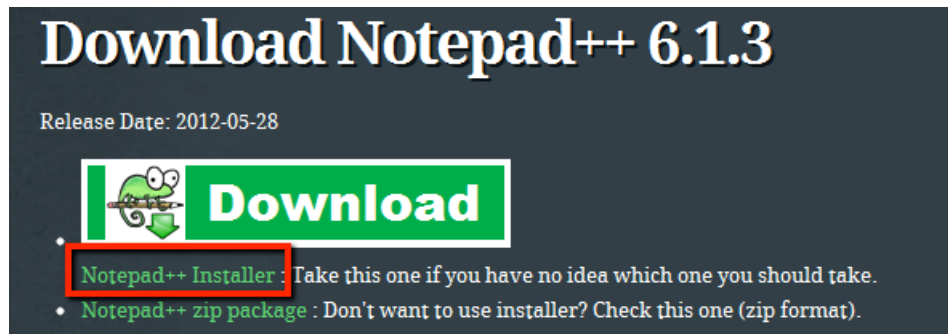 Download Notepad++ 6.1.3
Release Date: 2012-05-28
Download
Notepad++ Installer : Take this one if you have no idea which one you should take.
Notepad++ zip package : Don't want to use installer? Check this one (zip format).